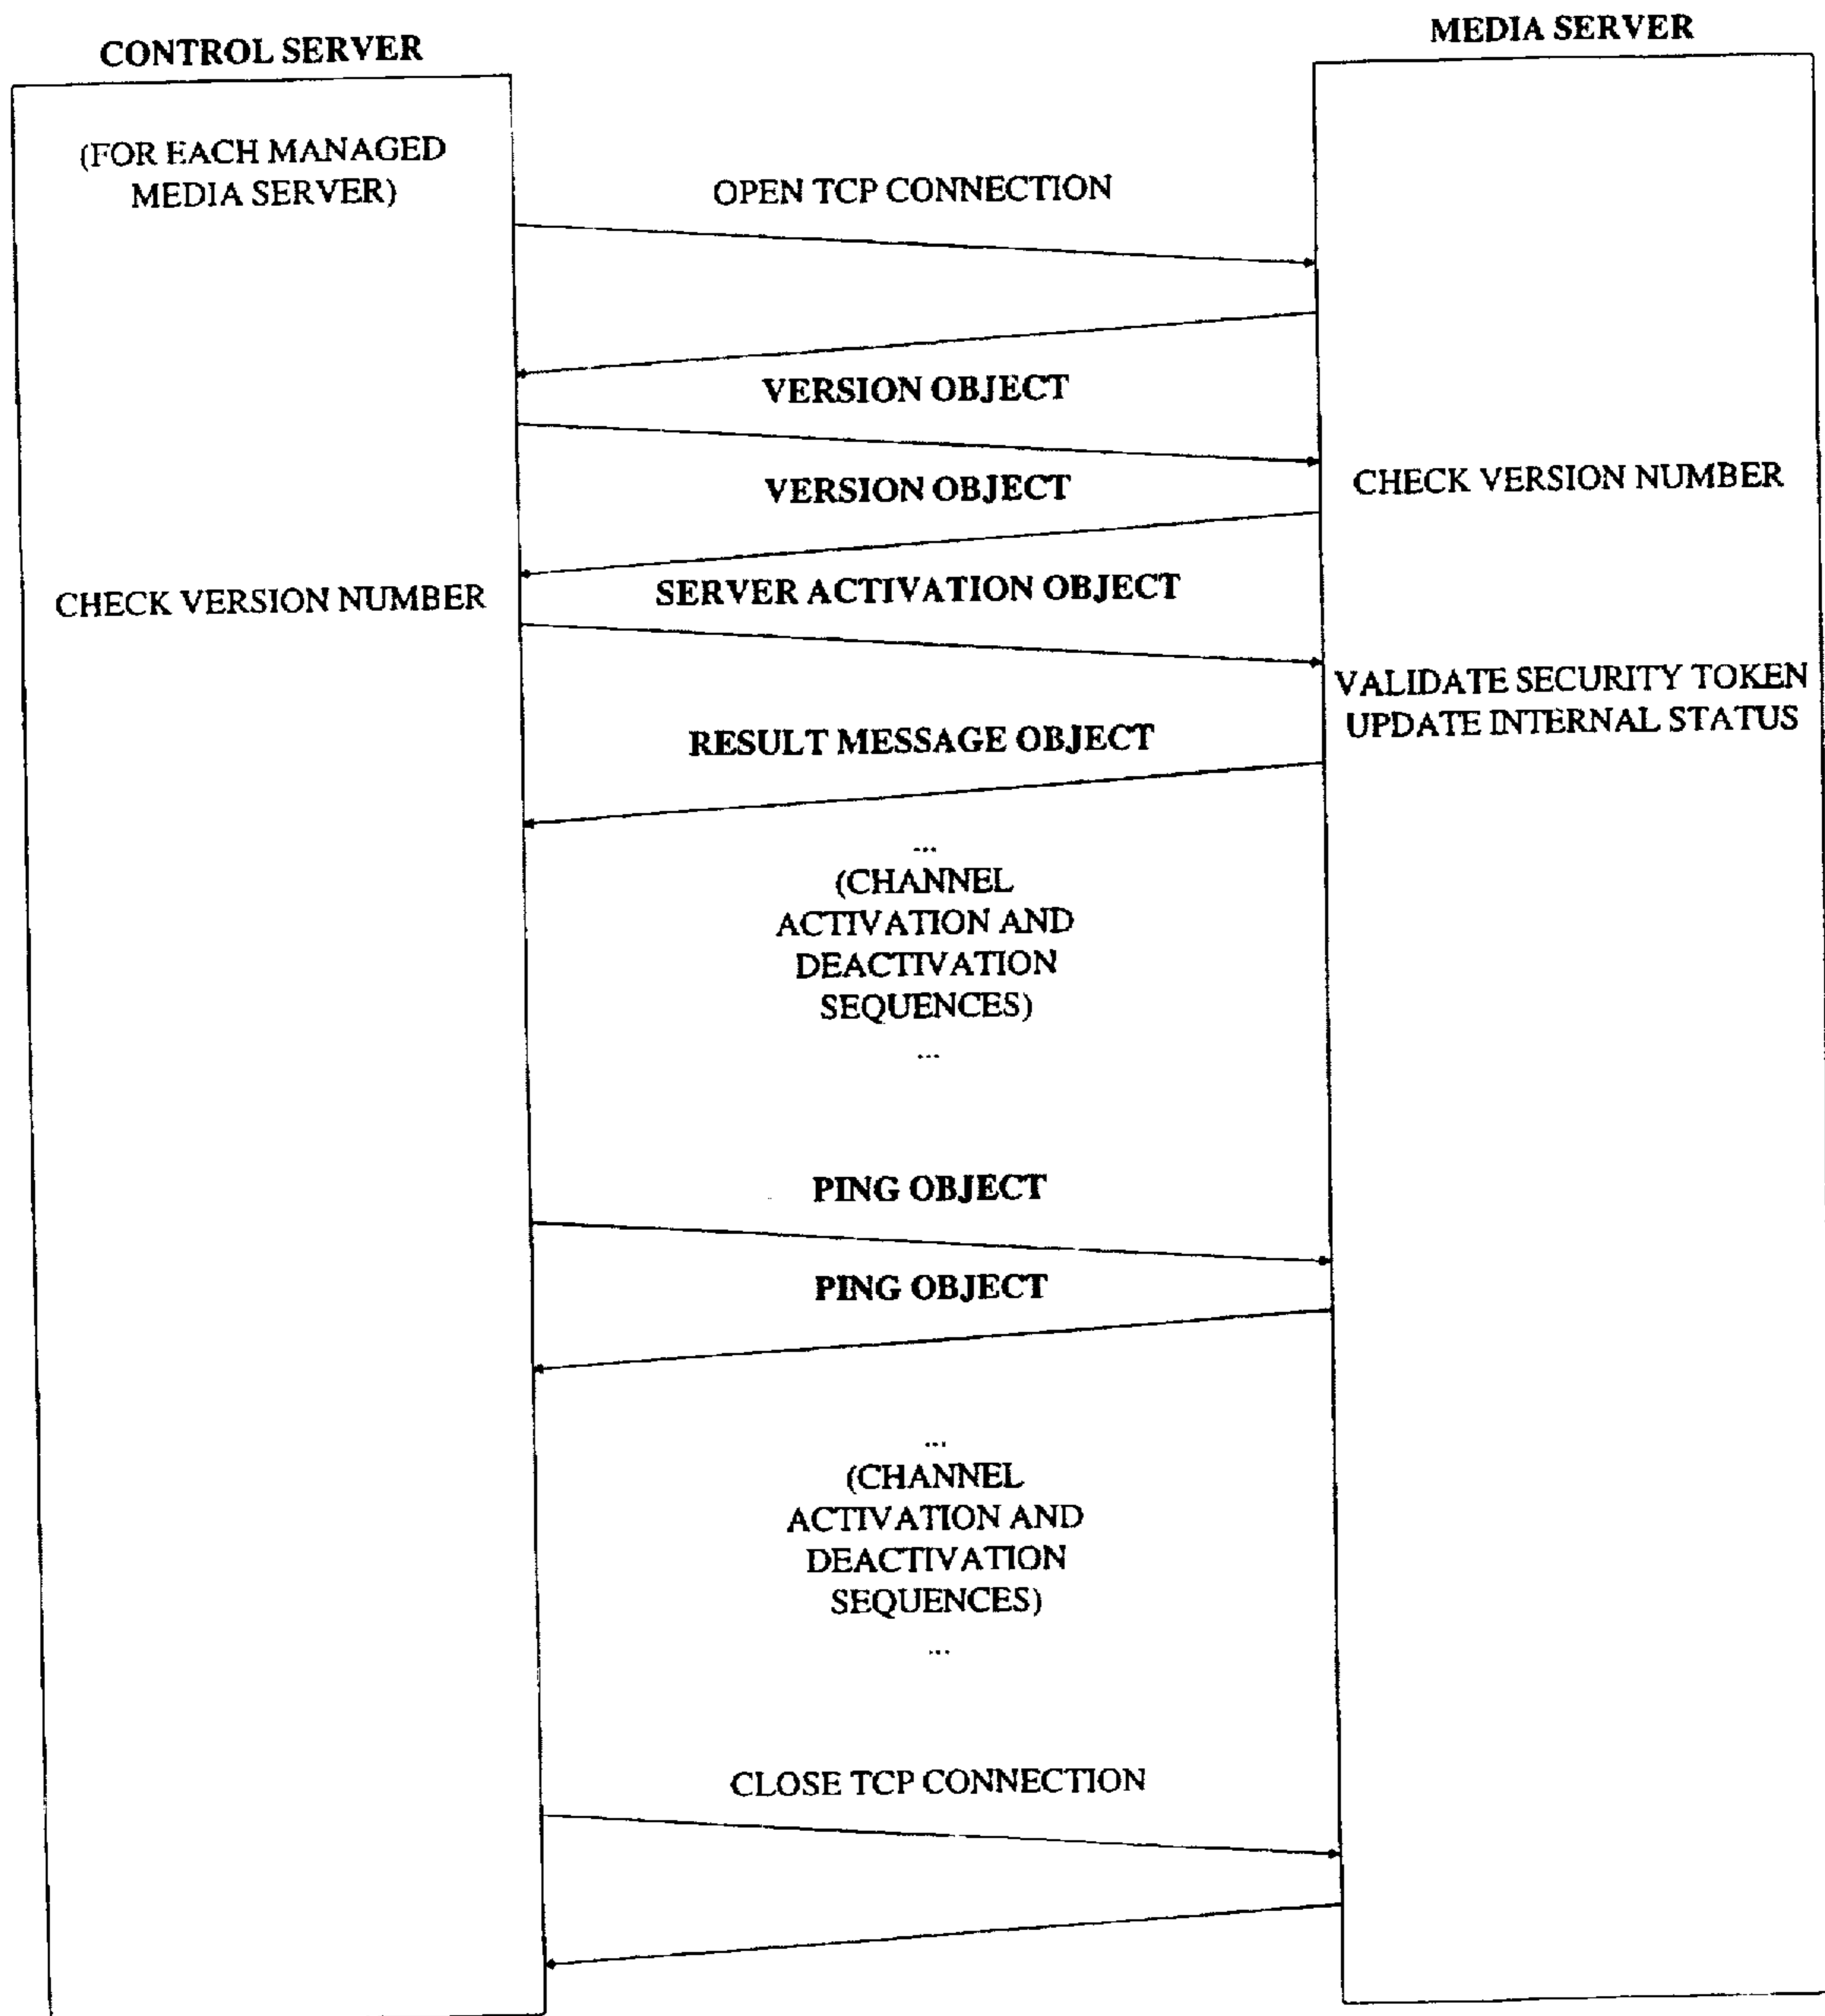 CONTROL SERVER
MEDIA SERVER
(FOR EACH MANAGED
MEDIA SERVER)
OPEN TCP CONNECTION
VERSION OBJECT
VERSION OBJECT
CHECK VERSION NUMBER
CHECK VERSION NUMBER
SERVER ACTIVATION OBJECT
VALIDATE SECURITY TOKEN
UPDATE INTERNAL STATUS
RESULT MESSAGE OBJECT
...
(CHANNEL
ACTIVATION AND
DEACTIVATION
SEQUENCES)
...
PING OBJECT
PING OBJECT
...
(CHANNEL
ACTIVATION AND
DEACTIVATION
SEQUENCES)
...
CLOSE TCP CONNECTION